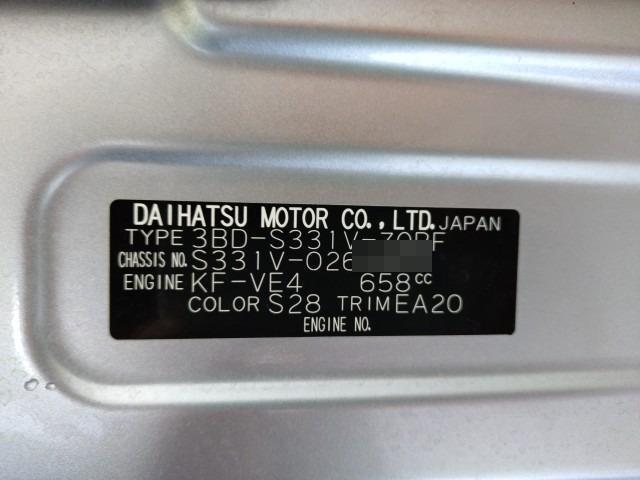 DAIHATSU MOTOR CO.,LTD. JAPAN
TYPE 3BD-S331V-
CHASSIS NO. S331V-026
ENGINE KF-VE4 658cc
COLOR S28 TRIM EA20
ENGINE NO.